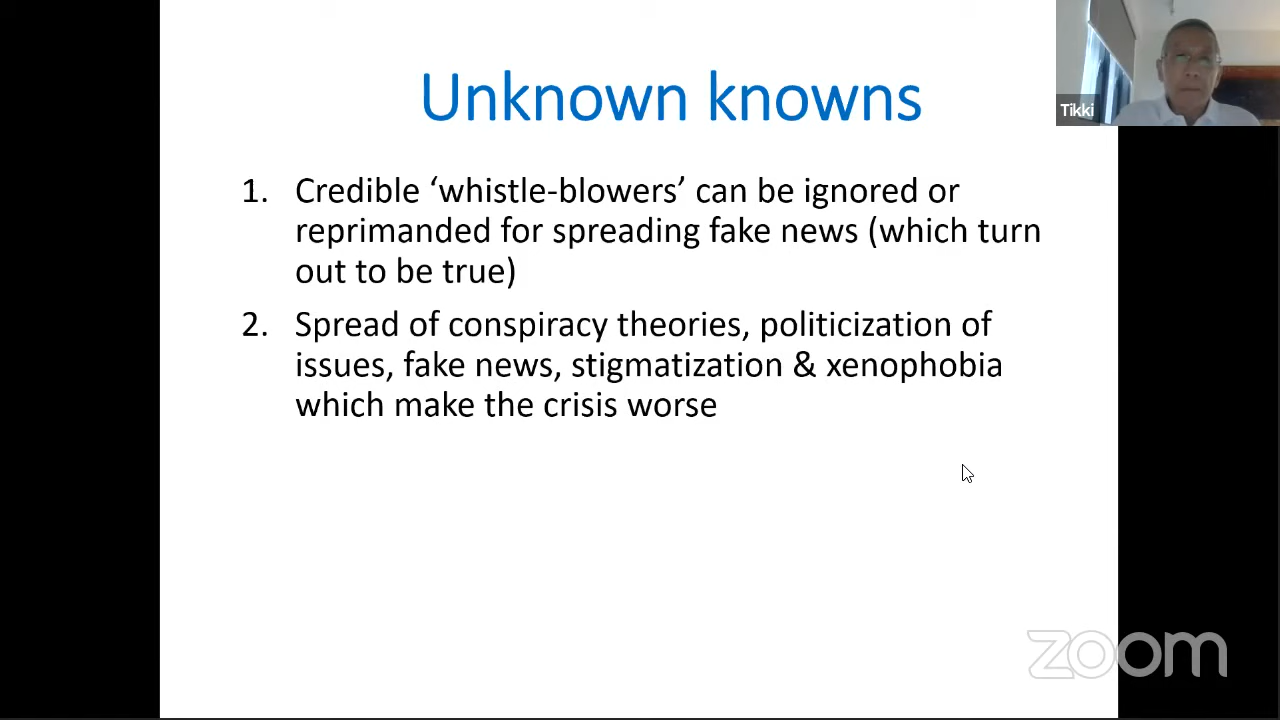 Unknown knowns
Tikki
1. Credible ‘whistle-blowers’ can be ignored or
reprimanded for spreading fake news (which turn
out to be true)
2. Spread of conspiracy theories, politicization of
issues, fake news, stigmatization & xenophobia
which make the crisis worse
zoom